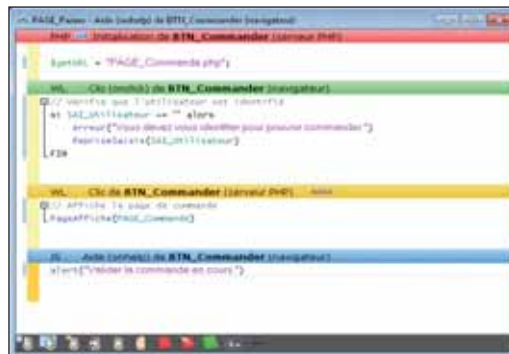 PAGE_Panier - Aide (onhelp) de BTN_Commander (navigateur)
PHP Initialisation de BTN_Commander (serveur PHP)
= "PAGE_Commande.php";
WL Clic (onclick) de BTN_Commander (navigateur)
// Vérifie que l'utilisateur est identifié
si SAI_Utilisateur = "" alors
erreur("Vous devez vous identifier pour pouvoir commander")
RepriseSaisie(SAI_Utilisateur)
FIN
WL Clic de BTN_Commander (serveur PHP)
// Affiche la page de commande
PageAffiche(PAGE_Commande)
JS Aide (onhelp) de BTN_Commander (navigateur)
alert("Valider la commande en cours")